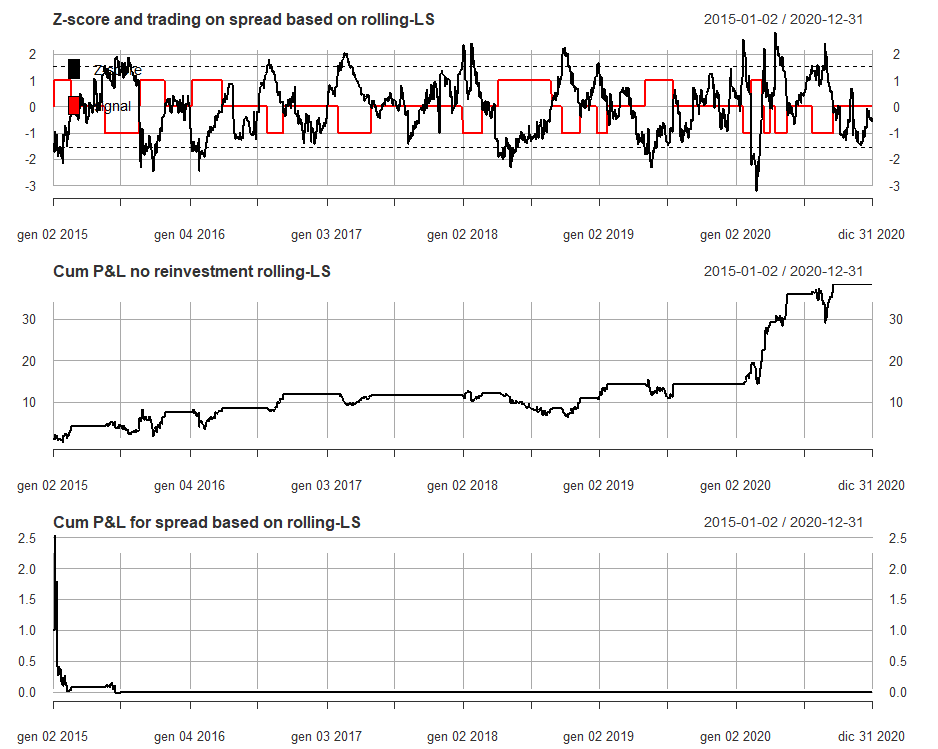 Z-score and trading on spread based on rolling-LS 2015-01-02 / 2020-12-31
2 2
Z-score
1 1
signal
0 0
-1 -1
-2 -2
-3 -3
gen 02 2015 gen 04 2016 gen 03 2017 gen 02 2018 gen 02 2019 gen 02 2020 dic 31 2020
Cum P&L no reinvestment rolling-LS 2015-01-02 / 2020-12-31
30 30
20 20
10 10
gen 02 2015 gen 04 2016 gen 03 2017 gen 02 2018 gen 02 2019 gen 02 2020 dic 31 2020
Cum P&L for spread based on rolling-LS 2015-01-02 / 2020-12-31
2.5 2.5
2.0 2.0
1.5 1.5
1.0 1.0
0.5 0.5
0.0 0.0
gen 02 2015 gen 04 2016 gen 03 2017 gen 02 2018 gen 02 2019 gen 02 2020 dic 31 2020